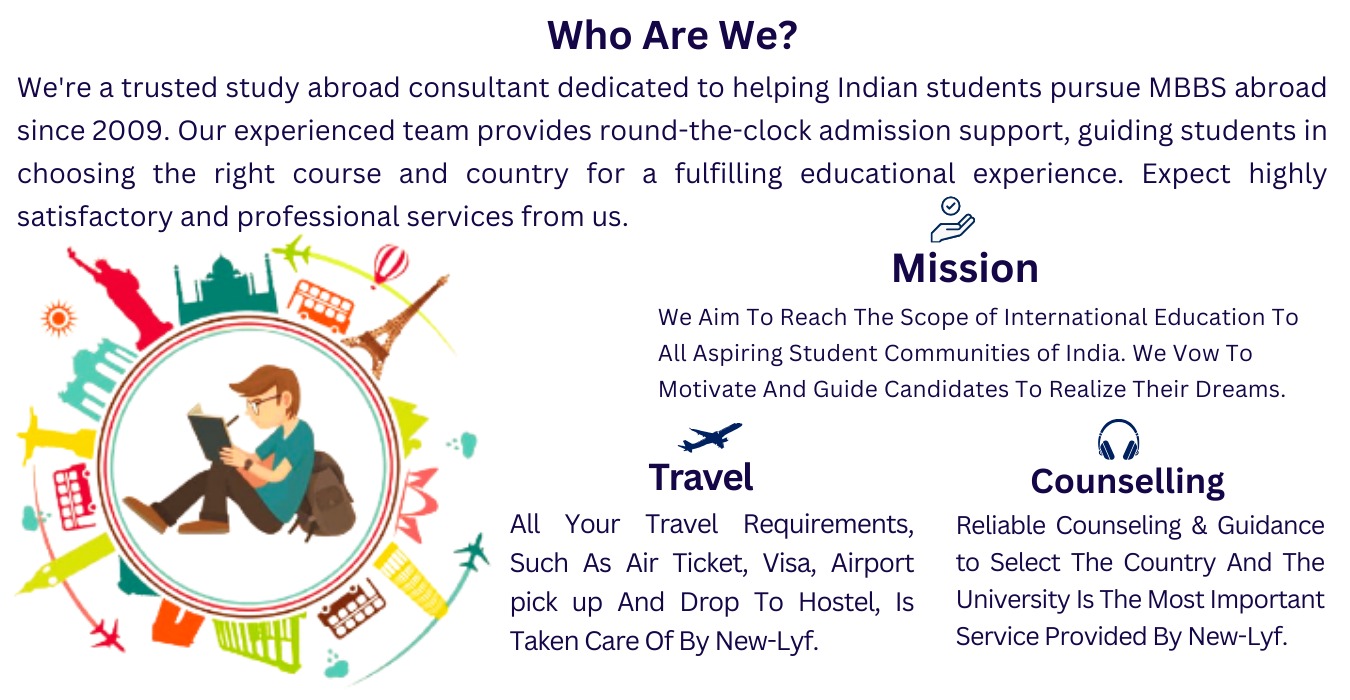 Who Are We?
We're a trusted study abroad consultant dedicated to helping Indian students pursue MBBS abroad
since 2009. Our experienced team provides round-the-clock admission support, guiding students in
choosing the right course and country for a fulfilling educational experience. Expect highly
satisfactory and professional services from us.
Mission
We Aim To Reach The Scope of International Education To
All Aspiring Student Communities of India. We Vow To
Motivate And Guide Candidates To Realize Their Dreams.
Travel
All Your Travel Requirements,
Such As Air Ticket, Visa, Airport
pick up And Drop To Hostel, Is
Taken Care Of By New-Lyf.
Counselling
Reliable Counseling & Guidance
to Select The Country And The
University Is The Most Important
Service Provided By New-Lyf.